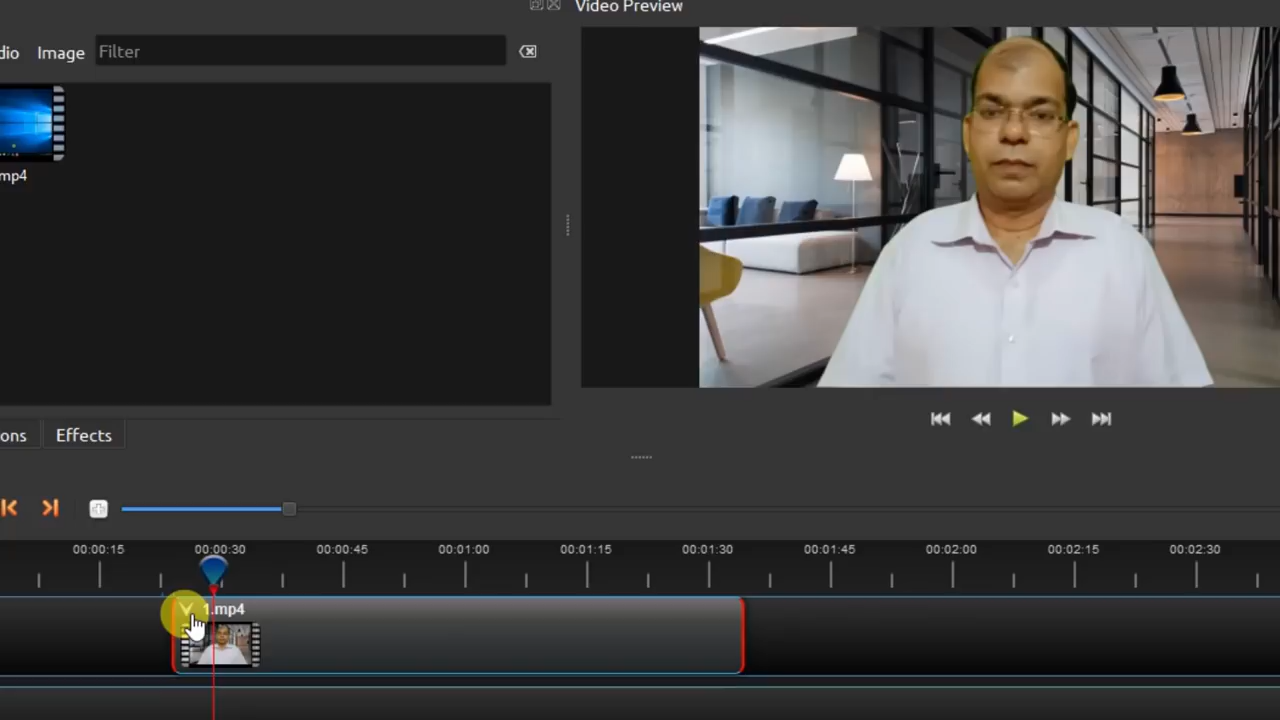 Video Preview
dio Image Filter
mp4
ons Effects
00:00:15 00:00:30 00:00:45 00:01:00 00:01:15 00:01:30 00:01:45 00:02:00 00:02:15 00:02:30
1.mp4